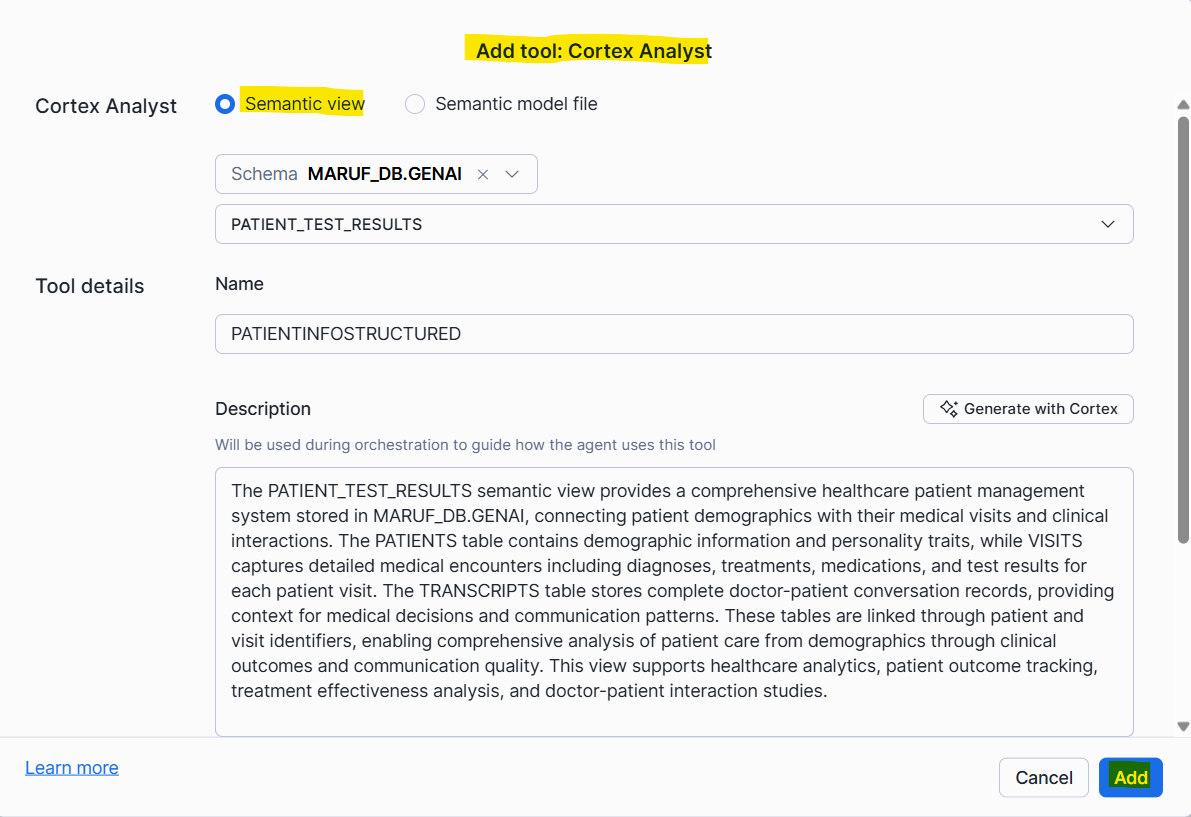 Add tool: Cortex Analyst
Cortex Analyst
Semantic view
Semantic model file
Schema MARUF_DB.GENAI
PATIENT_TEST_RESULTS
Tool details
Name
PATIENTINFOSTRUCTURED
Description
Generate with Cortex
Will be used during orchestration to guide how the agent uses this tool
The PATIENT_TEST_RESULTS semantic view provides a comprehensive healthcare patient management
system stored in MARUF_DB.GENAI, connecting patient demographics with their medical visits and clinical
interactions. The PATIENTS table contains demographic information and personality traits, while VISITS
captures detailed medical encounters including diagnoses, treatments, medications, and test results for
each patient visit. The TRANSCRIPTS table stores complete doctor-patient conversation records, providing
context for medical decisions and communication patterns. These tables are linked through patient and
visit identifiers, enabling comprehensive analysis of patient care from demographics through clinical
outcomes and communication quality. This view supports healthcare analytics, patient outcome tracking,
treatment effectiveness analysis, and doctor-patient interaction studies.
Learn more
Cancel
Add